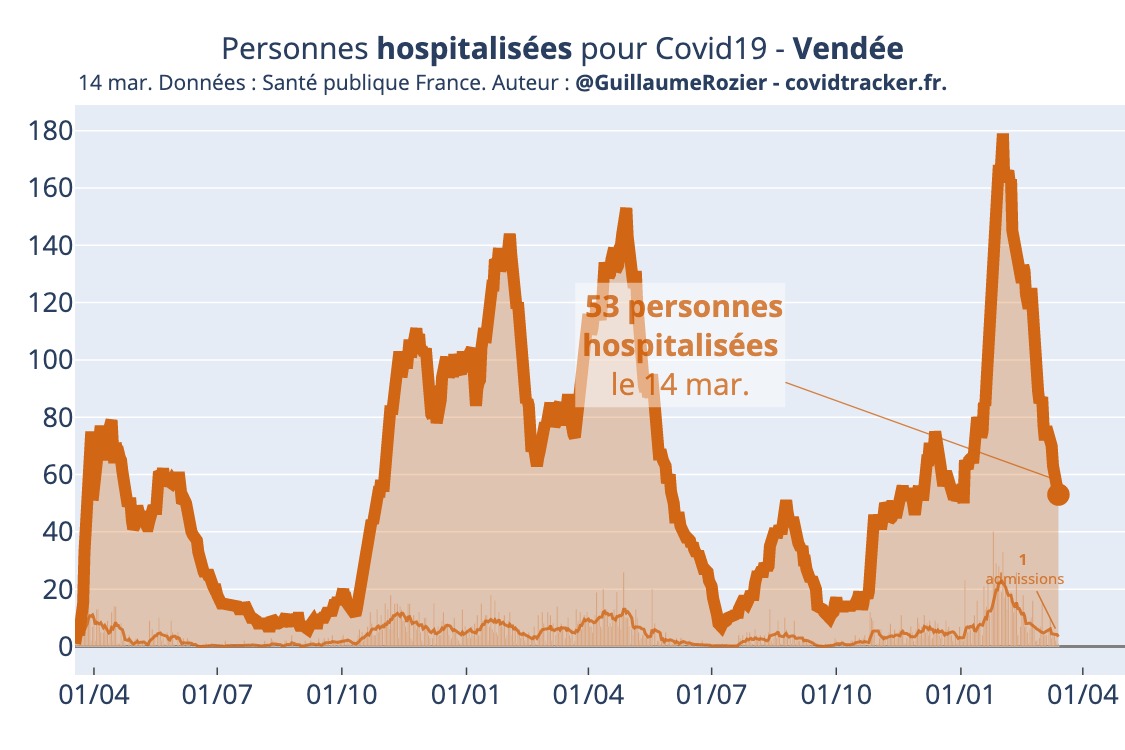 Personnes hospitalisées pour Covid19 - Vendée
14 mar. Données : Santé publique France. Auteur : @GuillaumeRozier - covidtracker.fr.
180
160
140
120
100
80
60
40
20
0
53 personnes
hospitalisées
le 14 mar.
1
admissions
01/04 01/07 01/10 01/01 01/04 01/07 01/10 01/01 01/04